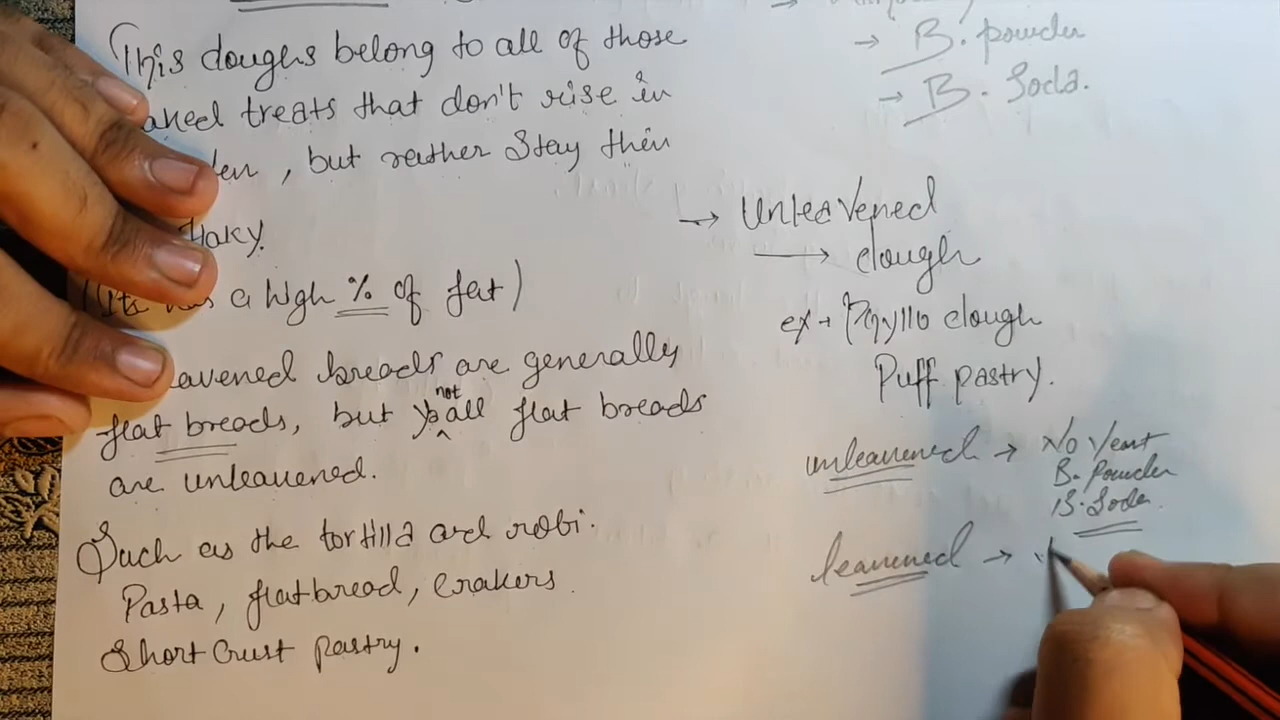 This doughs belong to all of those
treats that don't rise in
, but rather Stay thin
flaky.
a high % of fat)
breads are generally
flat breads, but not all flat breads
are unleavened.
Such as the tortilla and robi.
Pasta, flatbread, Crakers.
Short Crust pastry.
→ B. powder
→ B. Soda.
→ Unleavened
→ dough
ex → Phyllo dough
Puff pastry.
unleavened → No Yeast
B. Powder
B. Soda.
leavened →